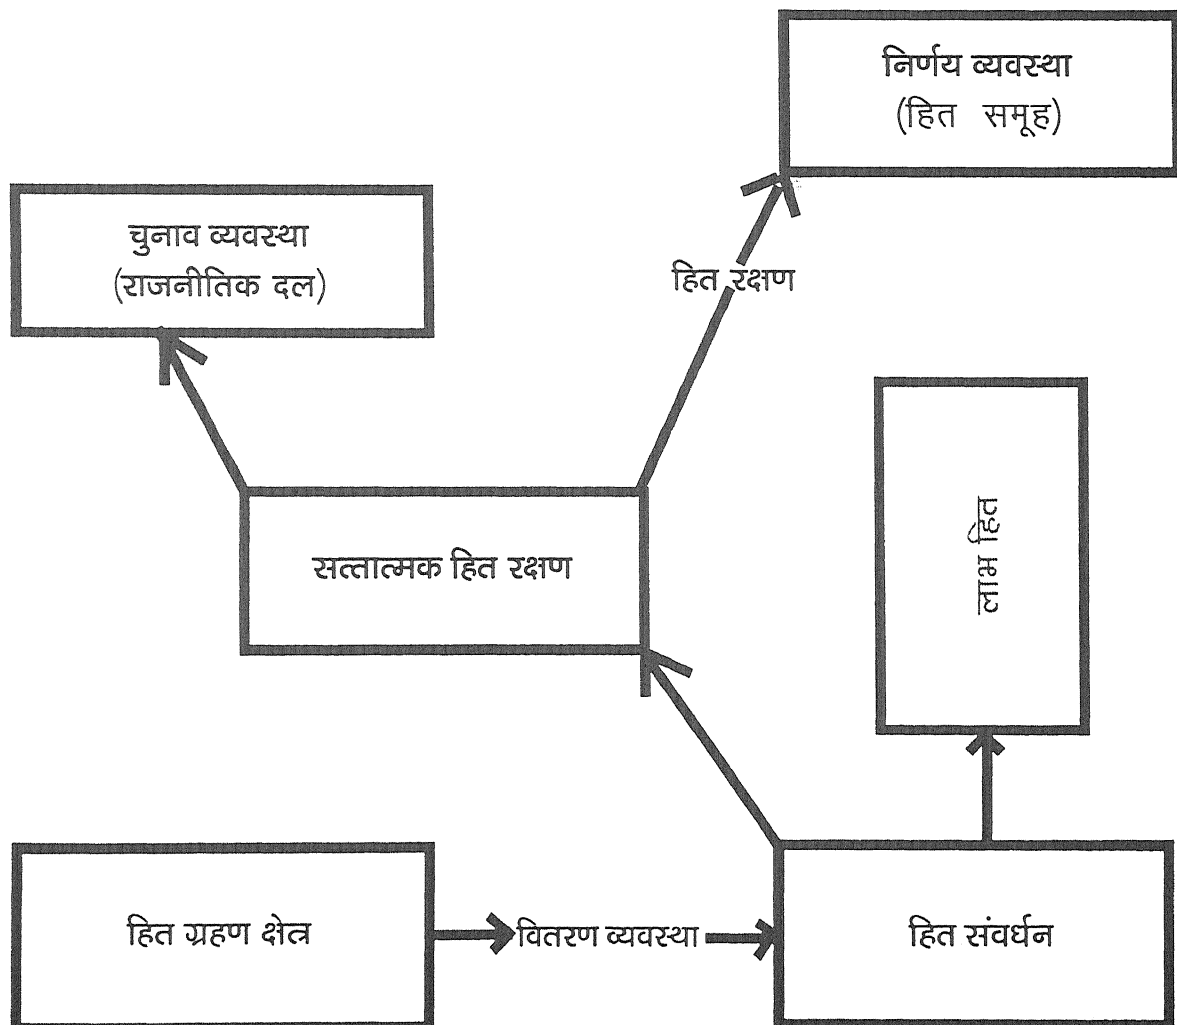 निर्णय व्यवस्था
(हित समूह)
चुनाव व्यवस्था
(राजनीतिक दल)
हित रक्षण
सत्तात्मक हित रक्षण
लाभ हित
हित ग्रहण क्षेत्र
वितरण व्यवस्था
हित संवर्धन